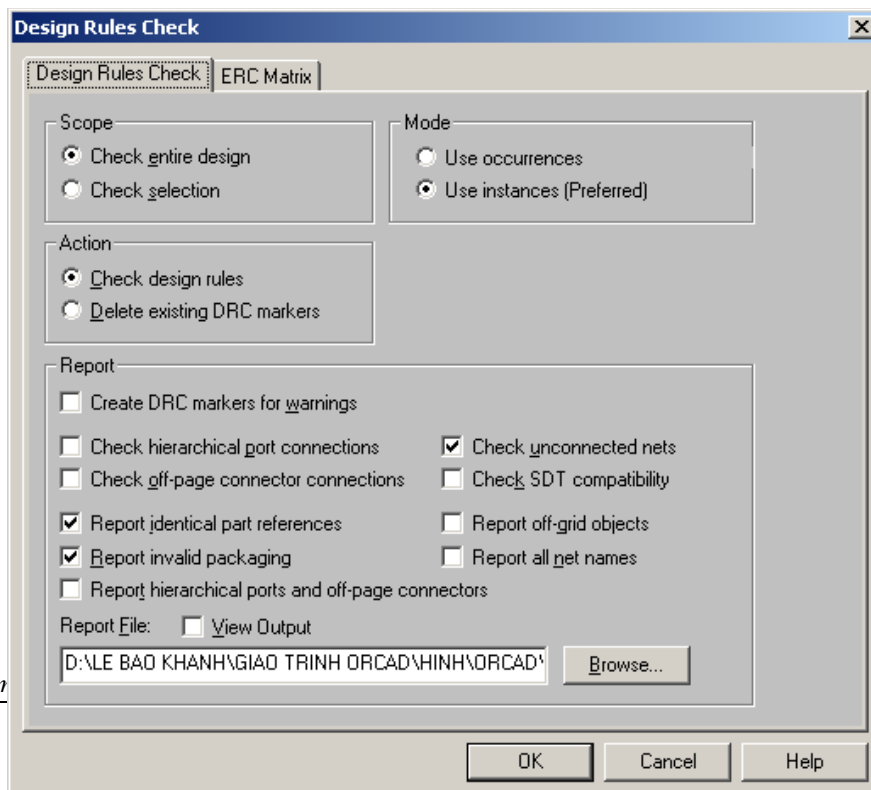 Design Rules Check
Design Rules Check ERC Matrix
Scope
Check entire design
Check selection
Mode
Use occurrences
Use instances (Preferred)
Action
Check design rules
Delete existing DRC markers
Report
Create DRC markers for warnings
Check hierarchical port connections
Check unconnected nets
Check off-page connector connections
Check SDT compatibility
Report identical part references
Report off-grid objects
Report invalid packaging
Report all net names
Report hierarchical ports and off-page connectors
Report File: View Output
D:\LE BAO KHANH\GIAO TRINH ORCAD\HINH\ORCAD\
Browse...
OK Cancel Help